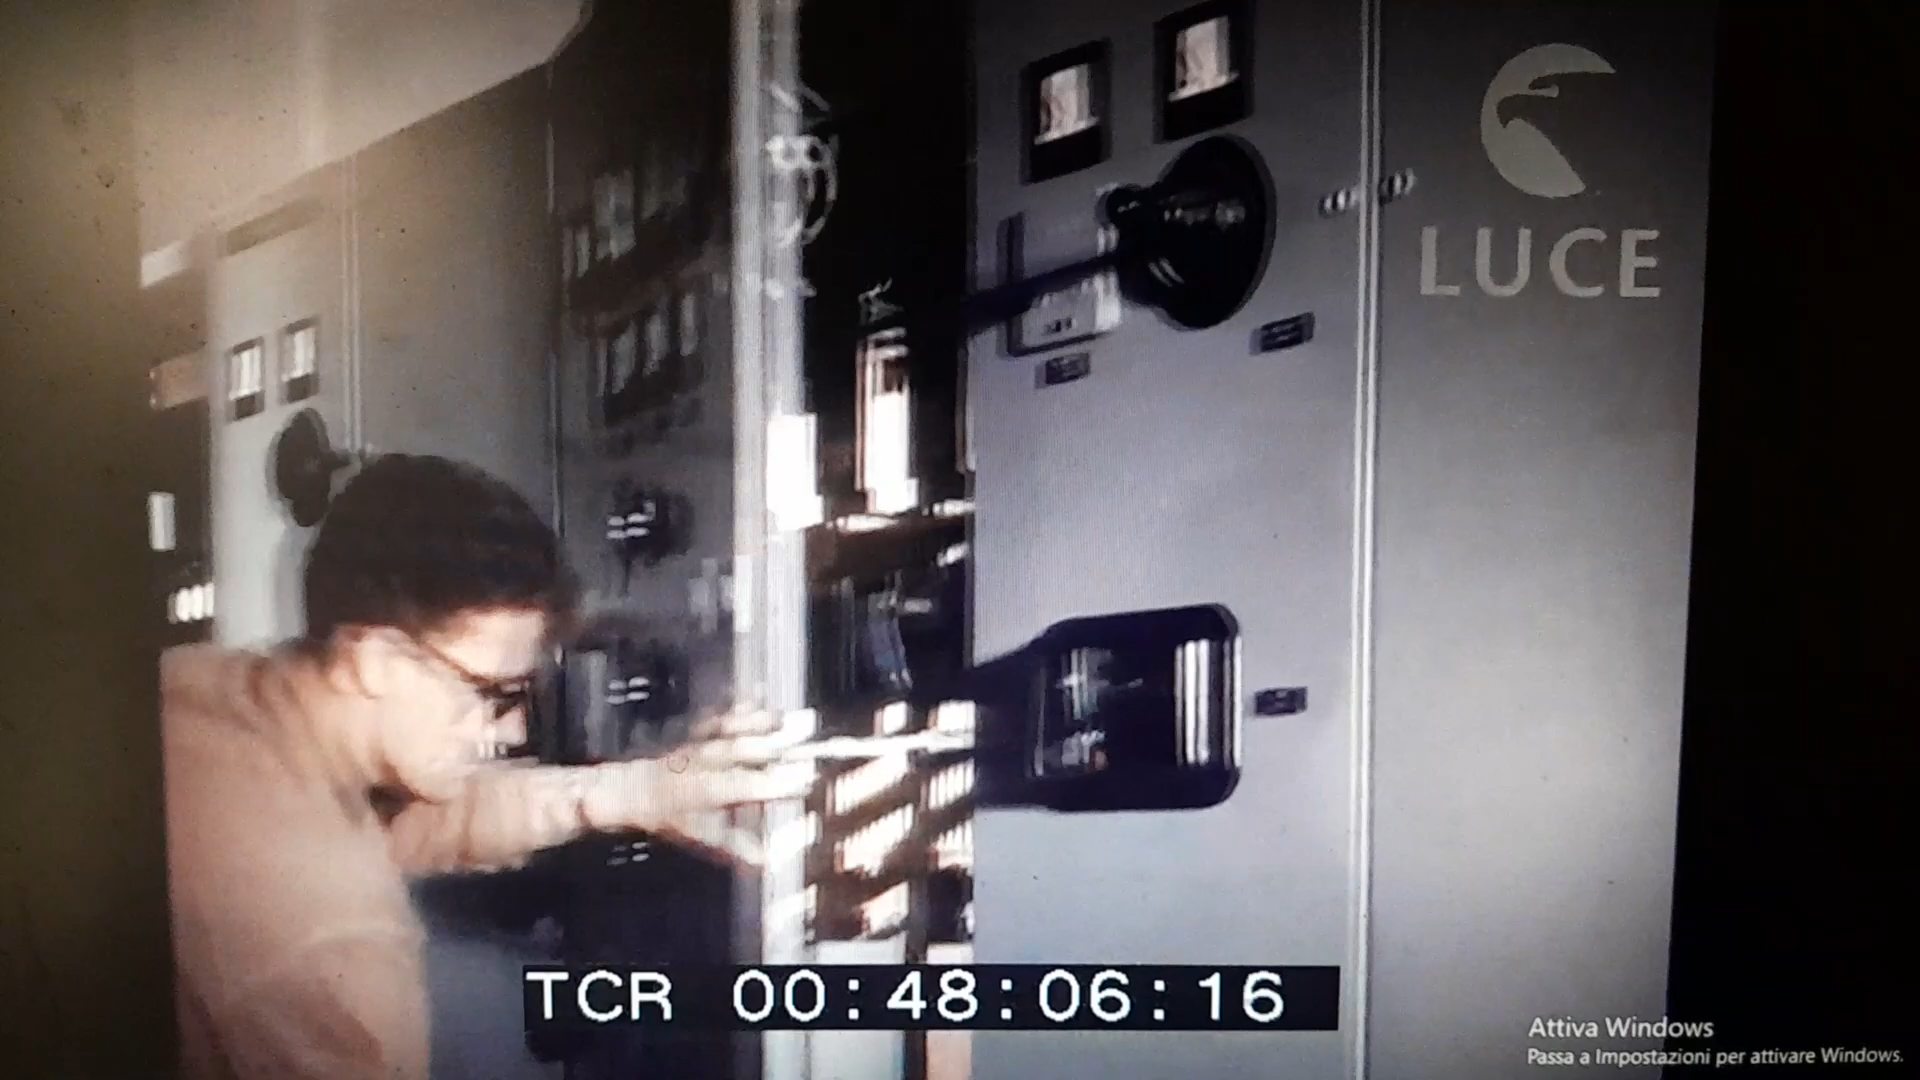 LUCE
TCR 00:48:06:16
Attiva Windows
Passa a Impostazioni per attivare Windows.